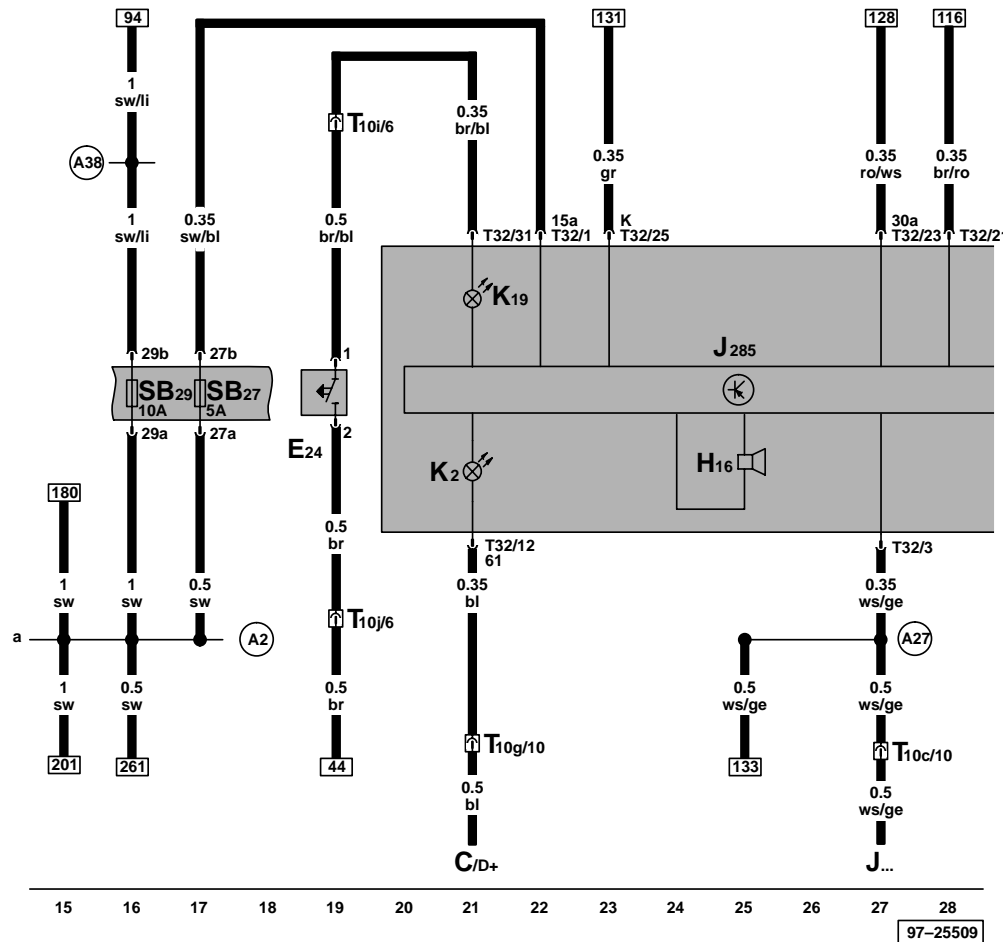 94 131 128 116
1
sw/li
0.35
br/bl
T10i/6
A38
0.35
gr
0.35
ro/ws
0.35
br/ro
1
sw/li
0.35
sw/bl
0.5
br/bl
15a K 30a
T32/31 T32/1 T32/25 T32/23 T32/21
K19
J285
29b 27b 1
SB29 SB27
10A 5A
29a 27a 2
E24
K2
H16
180
0.5
br
T32/12
61
T32/3
1
sw
1
sw
0.5
sw
0.35
bl
0.35
ws/ge
T10j/6
a A2 A27
1
sw
0.5
sw
0.5
br
0.5
ws/ge
0.5
ws/ge
T10g/10
T10c/10
201 261 44 133
0.5
bl
0.5
ws/ge
C/D+ J...
15 16 17 18 19 20 21 22 23 24 25 26 27 28
97–25509